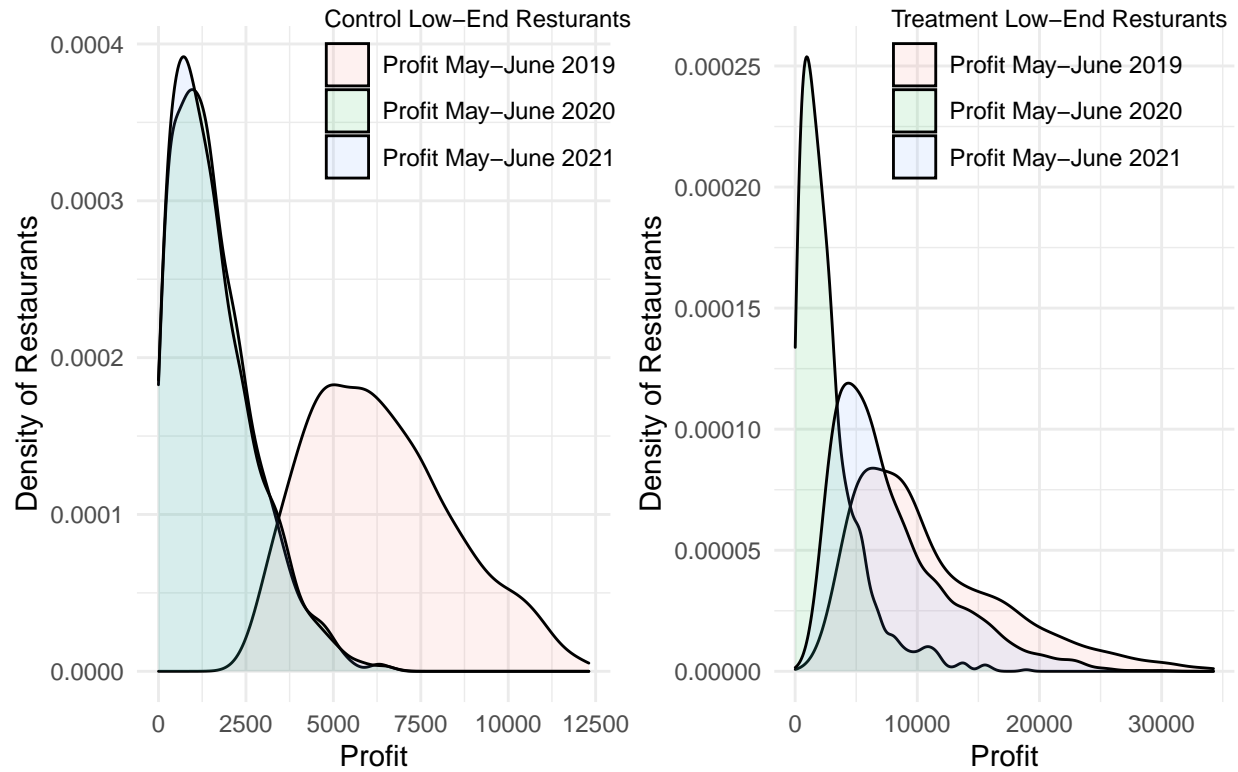 Control Low−End Resturants
Profit May−June 2019
Profit May−June 2020
Profit May−June 2021
Density of Restaurants
0.0004
0.0003
0.0002
0.0001
0.0000
0 2500 5000 7500 10000 12500
Profit
Treatment Low−End Resturants
Profit May−June 2019
Profit May−June 2020
Profit May−June 2021
Density of Restaurants
0.00025
0.00020
0.00015
0.00010
0.00005
0.00000
0 10000 20000 30000
Profit